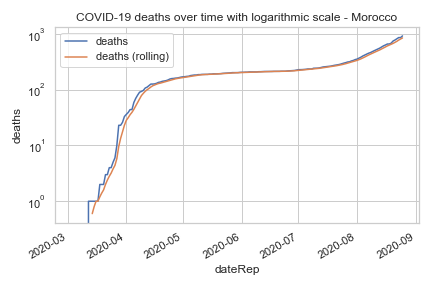 COVID-19 deaths over time with logarithmic scale - Morocco
deaths
deaths (rolling)
10³
10²
10¹
10⁰
deaths
2020-03
2020-04
2020-05
2020-06
2020-07
2020-08
2020-09
dateRep